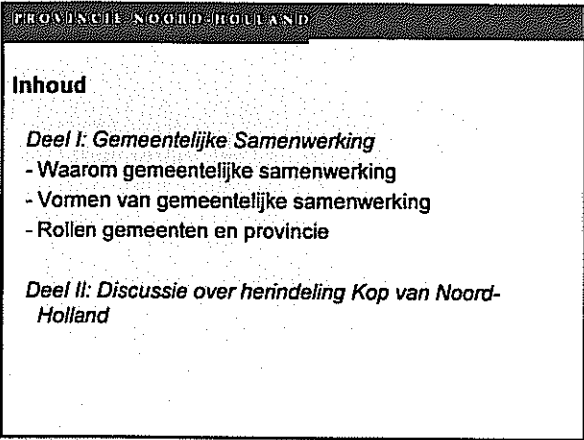 PROVINCIE NOORD-HOLLAND
Inhoud
Deel I: Gemeentelijke Samenwerking
- Waarom gemeentelijke samenwerking
- Vormen van gemeentelijke samenwerking
- Rollen gemeenten en provincie
Deel II: Discussie over herindeling Kop van Noord-
Holland